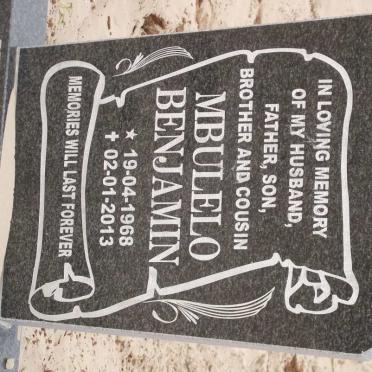 IN LOVING MEMORY
OF MY HUSBAND,
FATHER, SON,
BROTHER AND COUSIN
MBULELO
BENJAMIN
★ 19-04-1968
✝ 02-01-2013
MEMORIES WILL LAST FOREVER